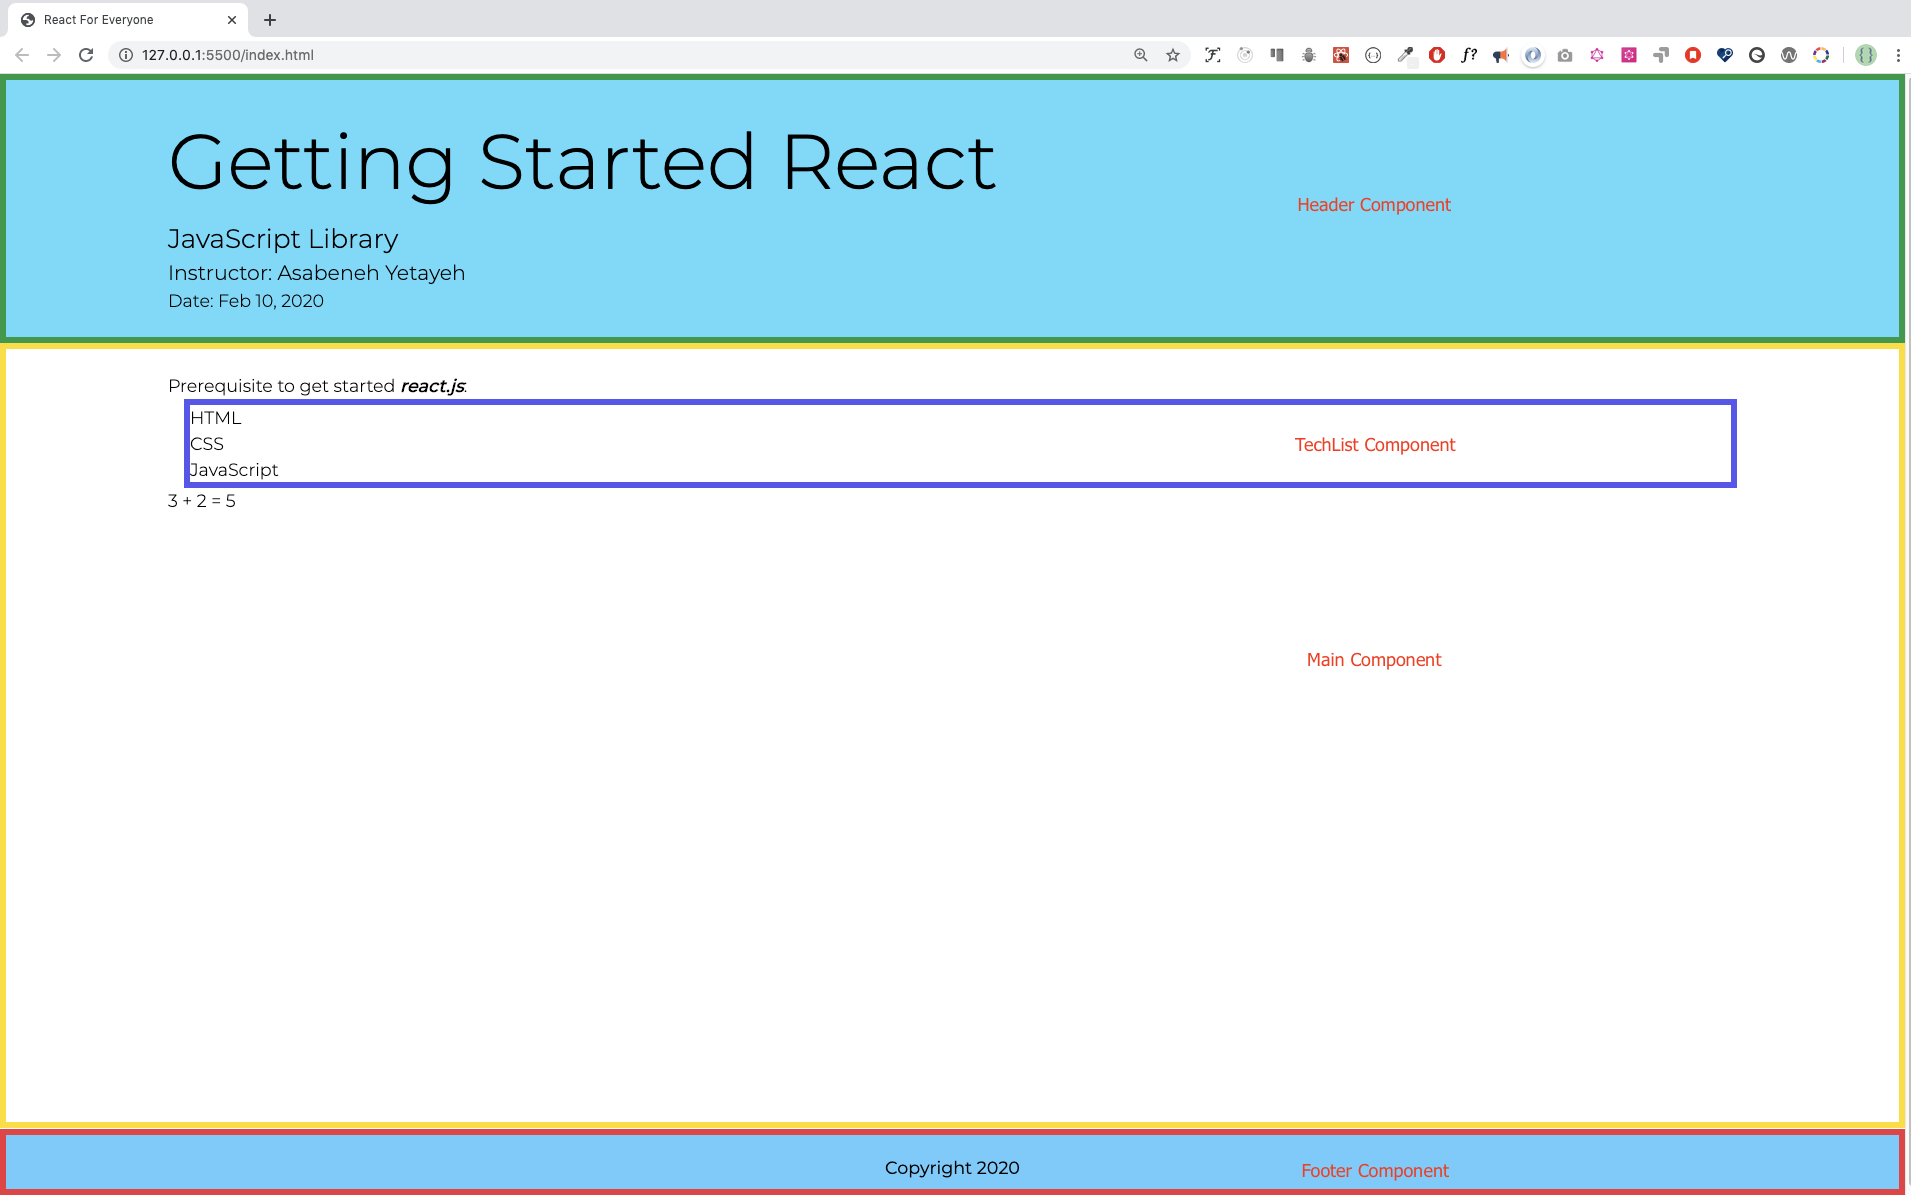 React For Everyone
127.0.0.1:5500/index.html
Getting Started React
Header Component
JavaScript Library
Instructor: Asabeneh Yetayeh
Date: Feb 10, 2020
Prerequisite to get started react.js:
HTML
CSS
TechList Component
JavaScript
3 + 2 = 5
Main Component
Copyright 2020
Footer Component